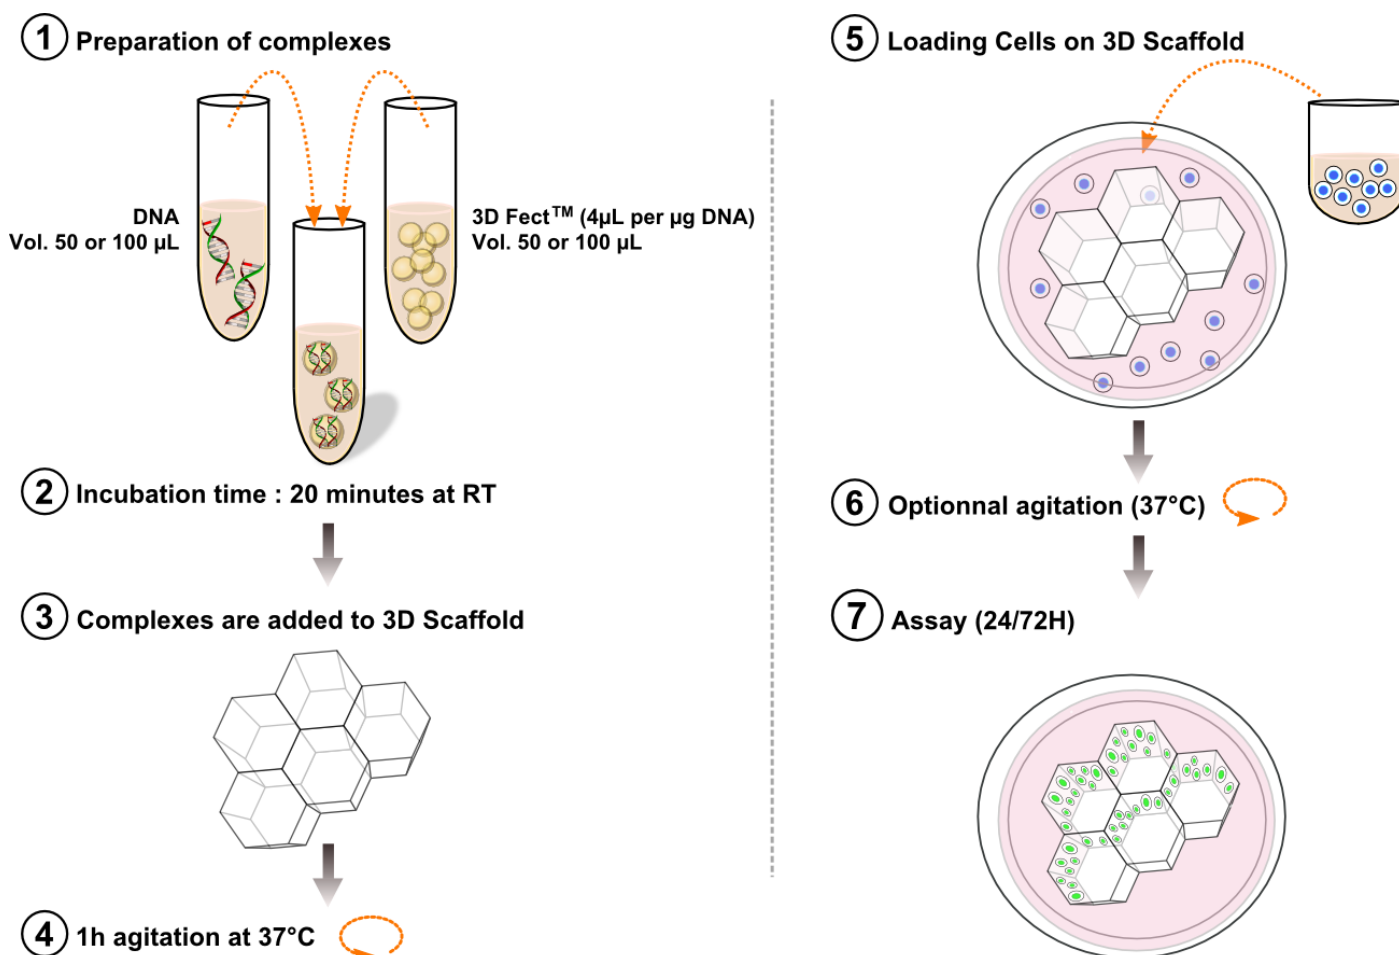 1 Preparation of complexes
DNA
Vol. 50 or 100 µL
3D Fect™ (4µL per µg DNA)
Vol. 50 or 100 µL
2 Incubation time : 20 minutes at RT
3 Complexes are added to 3D Scaffold
4 1h agitation at 37°C
5 Loading Cells on 3D Scaffold
6 Optionnal agitation (37°C)
7 Assay (24/72H)